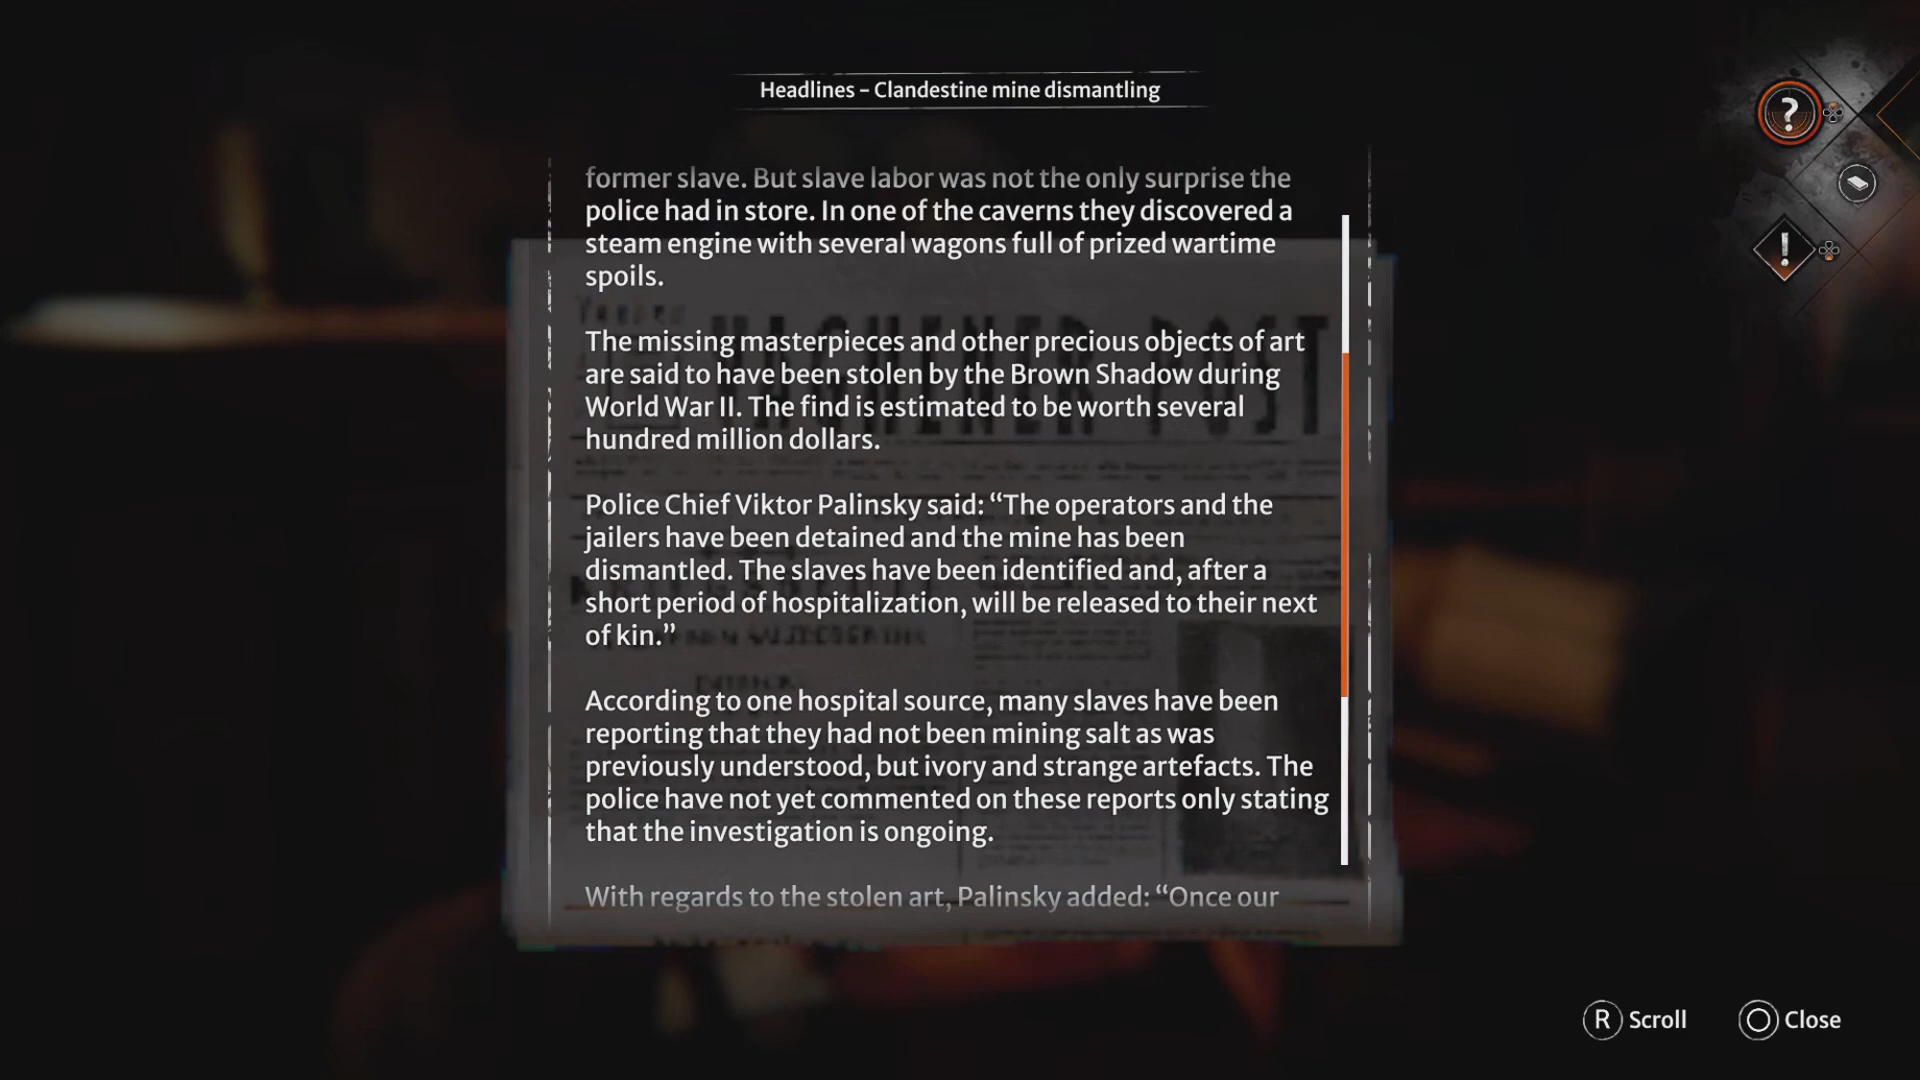 Headlines – Clandestine mine dismantling
former slave. But slave labor was not the only surprise the
police had in store. In one of the caverns they discovered a
steam engine with several wagons full of prized wartime
spoils.
The missing masterpieces and other precious objects of art
are said to have been stolen by the Brown Shadow during
World War II. The find is estimated to be worth several
hundred million dollars.
Police Chief Viktor Palinsky said: “The operators and the
jailers have been detained and the mine has been
dismantled. The slaves have been identified and, after a
short period of hospitalization, will be released to their next
of kin.”
According to one hospital source, many slaves have been
reporting that they had not been mining salt as was
previously understood, but ivory and strange artefacts. The
police have not yet commented on these reports only stating
that the investigation is ongoing.
With regards to the stolen art, Palinsky added: “Once our
POST
?
!
R Scroll
Close